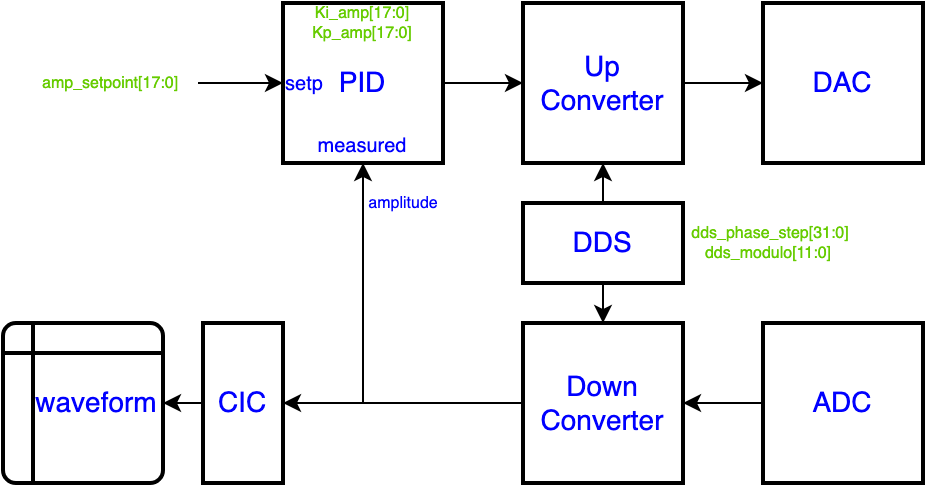 Ki_amp[17:0]
Kp_amp[17:0]
amp_setpoint[17:0]
setp
PID
measured
Up
Converter
DAC
amplitude
DDS
dds_phase_step[31:0]
dds_modulo[11:0]
waveform
CIC
Down
Converter
ADC